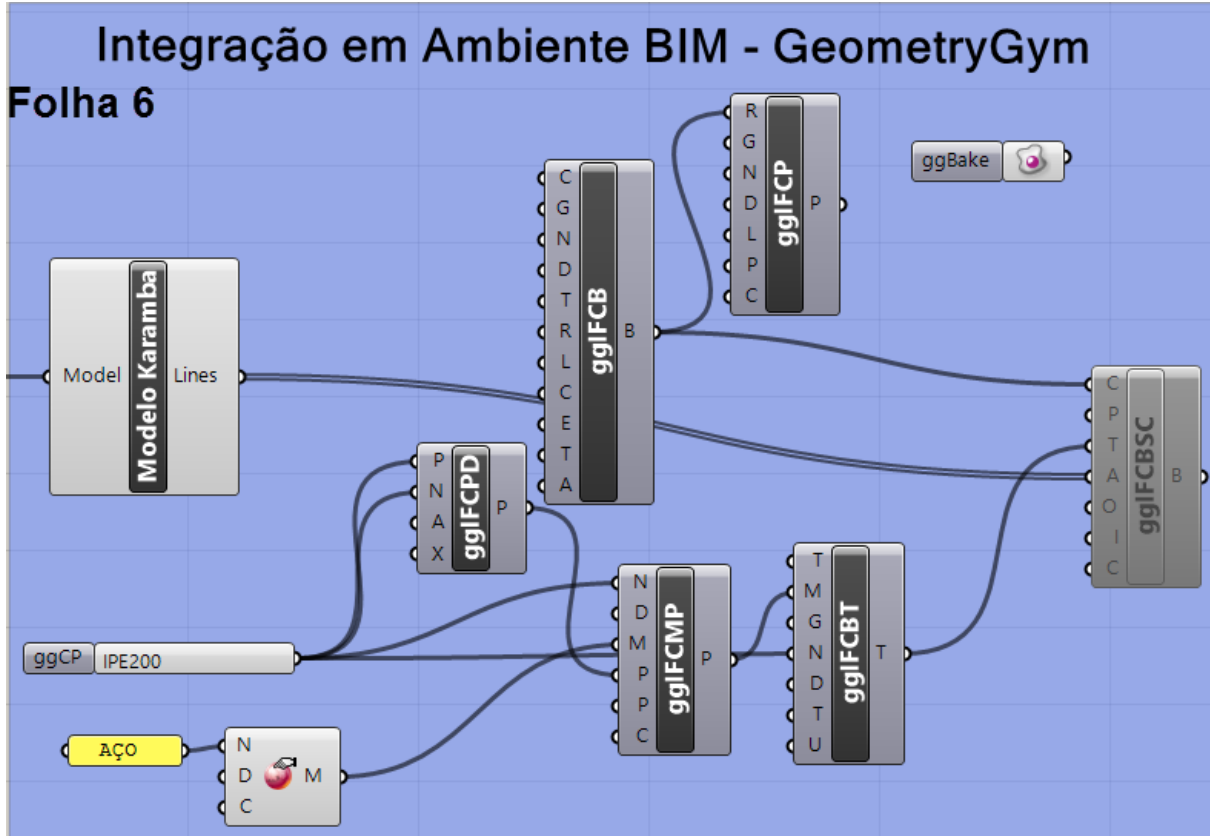 Integração em Ambiente BIM - GeometryGym
Folha 6
Model
Modelo Karamba
Lines
C
G
N
D
T
R
L
C
E
T
A
ggIFCB
B
R
G
N
D
L
P
C
ggIFCP
P
ggBake
P
N
A
X
ggIFCPD
P
C
P
T
A
O
I
C
ggIFCBSC
B
ggCP
IPE200
N
D
M
P
P
C
ggIFCMP
P
T
M
G
N
D
T
U
ggIFCBT
T
AÇO
N
D
C
M